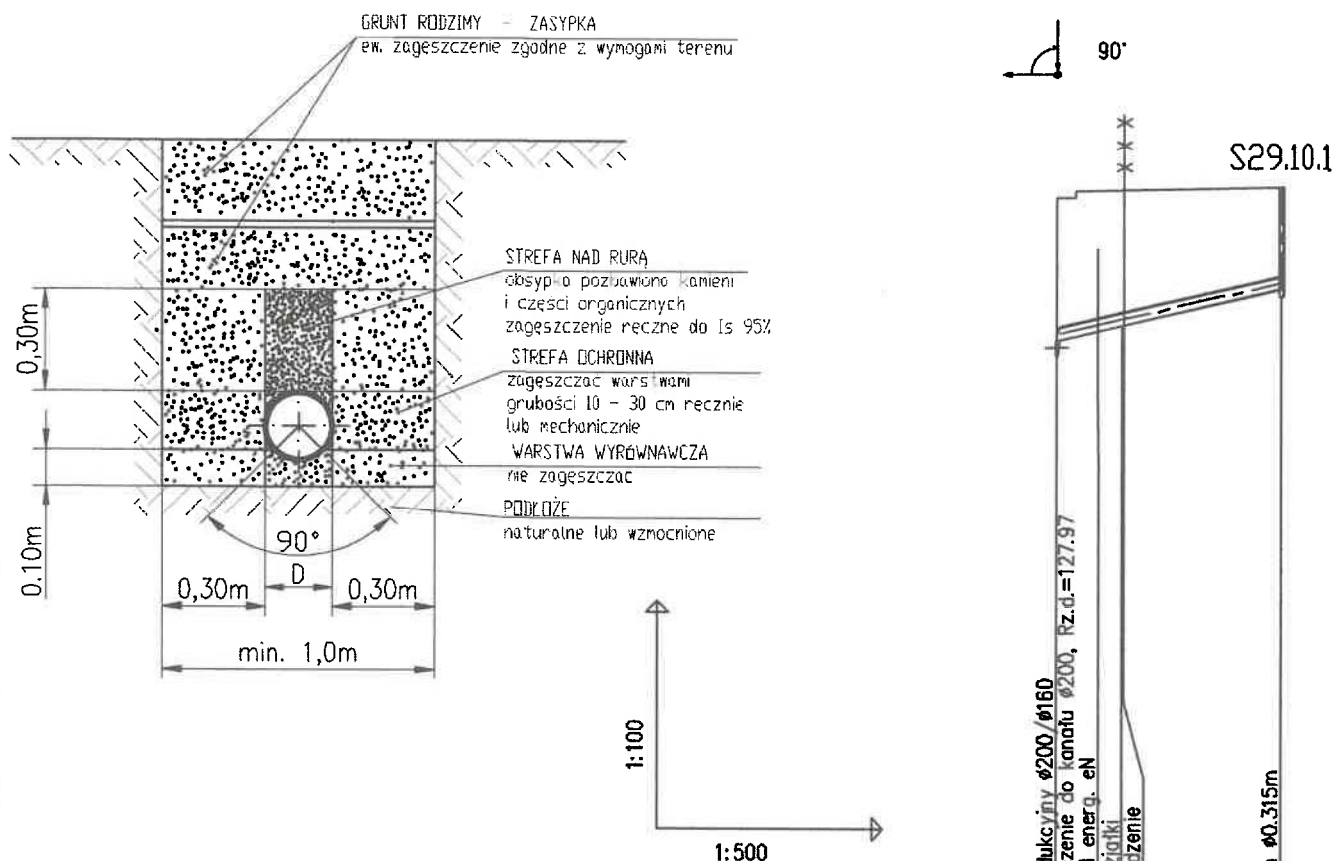 GRUNT RODZIMY - ZASYPKA
ew. zagęszczenie zgodne z wymogami terenu
STREFA NAD RURĄ
obsypka pozbawiona kamieni
i części organicznych
zagęszczenie ręczne do Is 95%
STREFA OCHRONNA
zagęszczać warstwami
grubości 10 - 30 cm ręcznie
lub mechanicznie
WARSTWA WYRÓWNAWCZA
nie zagęszczać
PODŁOŻE
naturalne lub wzmocnione
0,30m
0.10m
90°
D
0,30m
0,30m
min. 1,0m
1:100
1:500
90°
S29.10.1
ø200/ø160
do kanału ø200, Rz.d.=127.97
energ. eN
ø0.315m